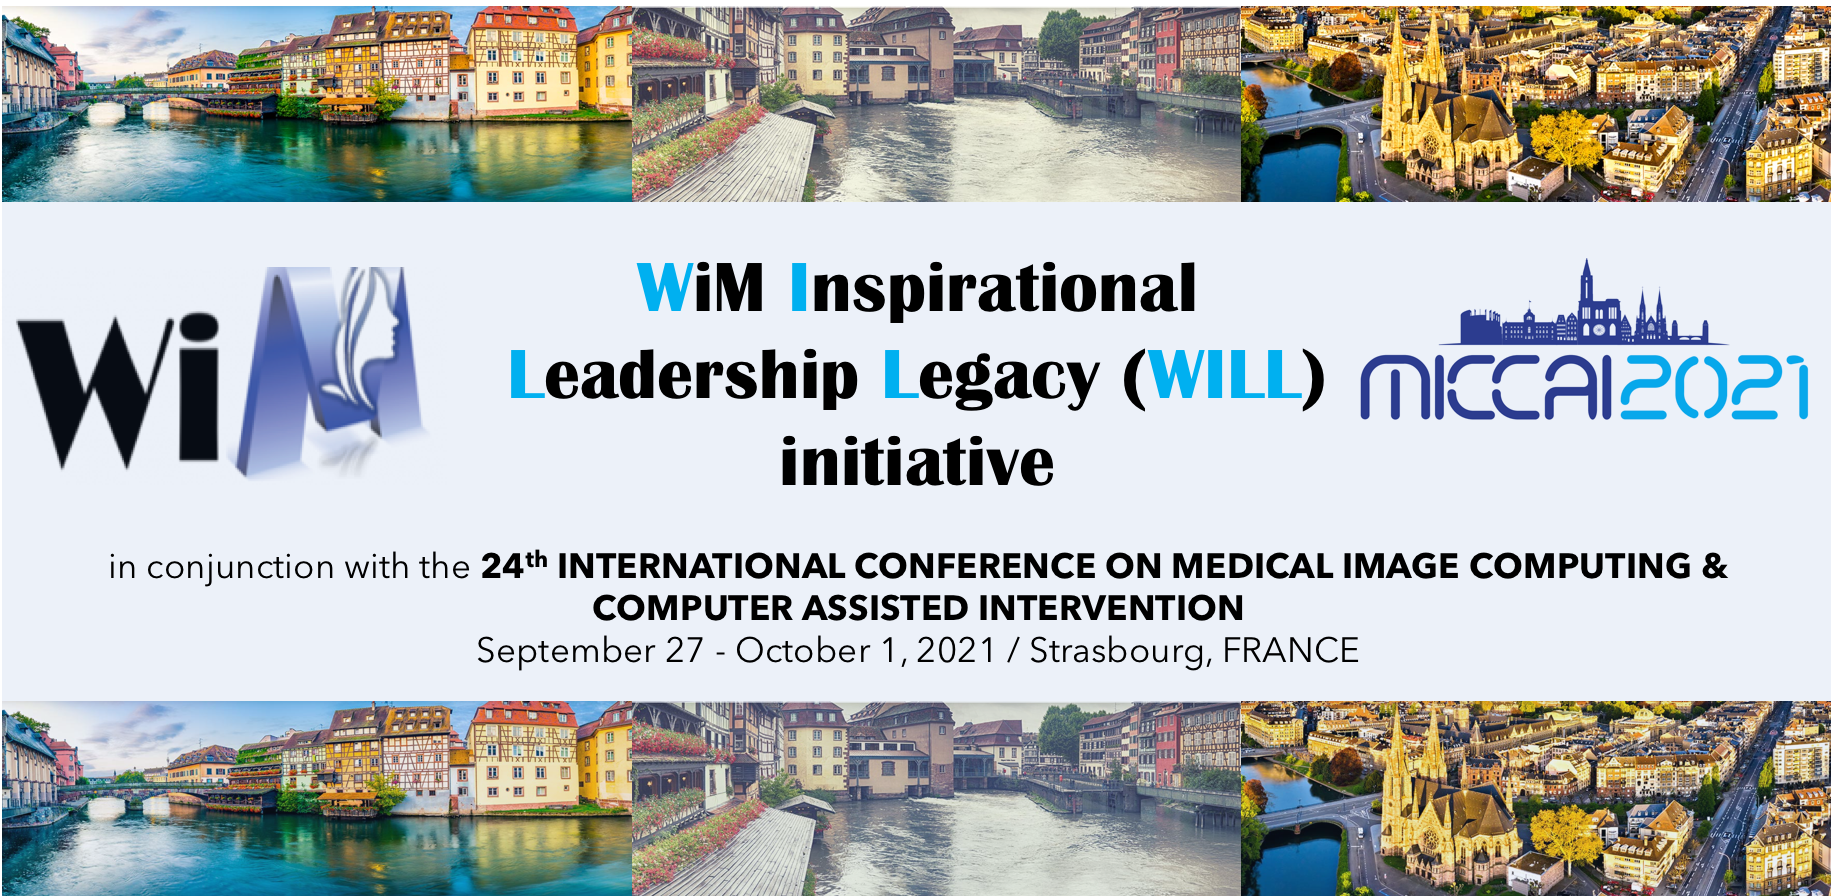 WiM
WiM Inspirational
Leadership Legacy (WILL)
initiative
MICCAI2021
in conjunction with the 24th INTERNATIONAL CONFERENCE ON MEDICAL IMAGE COMPUTING &
COMPUTER ASSISTED INTERVENTION
September 27 - October 1, 2021 / Strasbourg, FRANCE